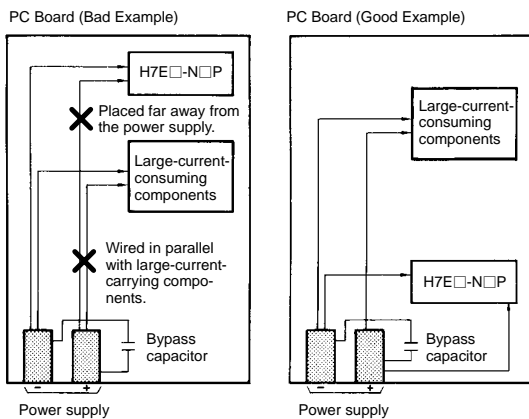 PC Board (Bad Example)
H7E□-N□P
Placed far away from
the power supply.
Large-current-
consuming
components
Wired in parallel
with large-current-
carrying compo-
nents.
Bypass
capacitor
− +
Power supply
PC Board (Good Example)
Large-current-
consuming
components
H7E□-N□P
Bypass
capacitor
− +
Power supply